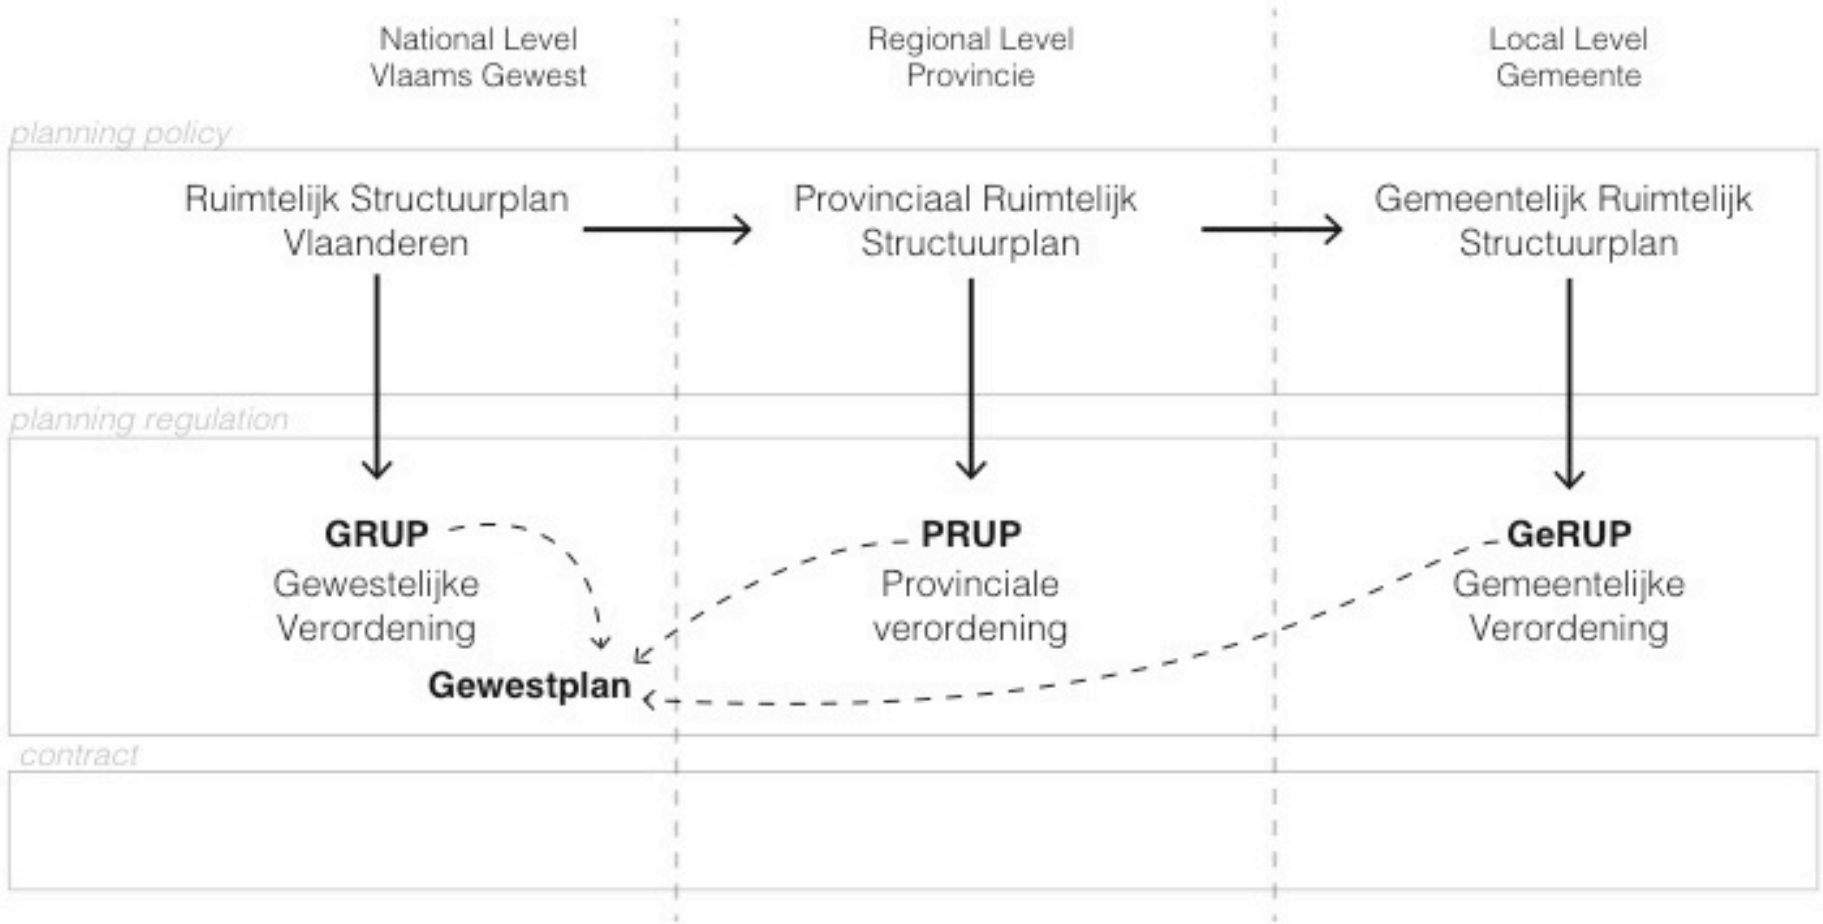 National Level
Vlaams Gewest
Regional Level
Provincie
Local Level
Gemeente
planning policy
Ruimtelijk Structuurplan
Vlaanderen
Provinciaal Ruimtelijk
Structuurplan
Gemeentelijk Ruimtelijk
Structuurplan
planning regulation
GRUP
Gewestelijke
Verordening
Gewestplan
PRUP
Provinciale
verordening
GeRUP
Gemeentelijke
Verordening
contract